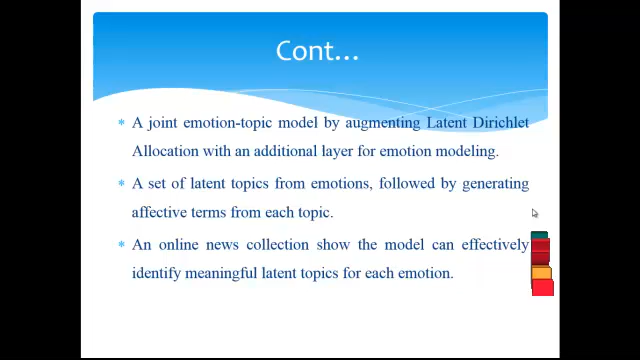 Cont…
* A joint emotion-topic model by augmenting Latent Dirichlet
Allocation with an additional layer for emotion modeling.
* A set of latent topics from emotions, followed by generating
affective terms from each topic.
* An online news collection show the model can effectively
identify meaningful latent topics for each emotion.